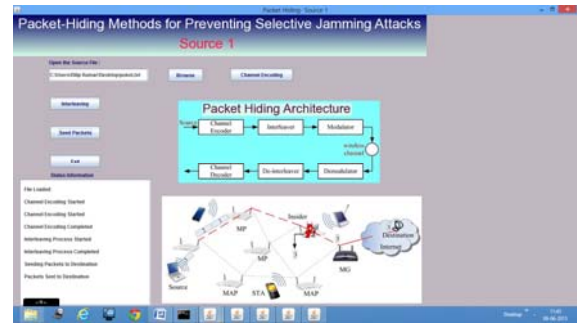 Packet Hiding- Source 1
Packet-Hiding Methods for Preventing Selective Jamming Attacks
Source 1
Open the Source File :
Browse
Channel Encoding
Interleaving
Send Packets
Exit
Status Information
File Loaded
Channel Encoding Started
Channel Encoding Started
Channel Encoding Completed
Interleaving Process Started
Interleaving Process Completed
Sending Packets to Destination
Packets Sent to Destination
Packet Hiding Architecture
Source
Channel Encoder
Interleaver
Modulator
wireless channel
Channel Decoder
De-interleaver
Demodulator
Insider
MP
MP
Destination
Internet
MG
Source
MAP
STA
MAP
Desktop